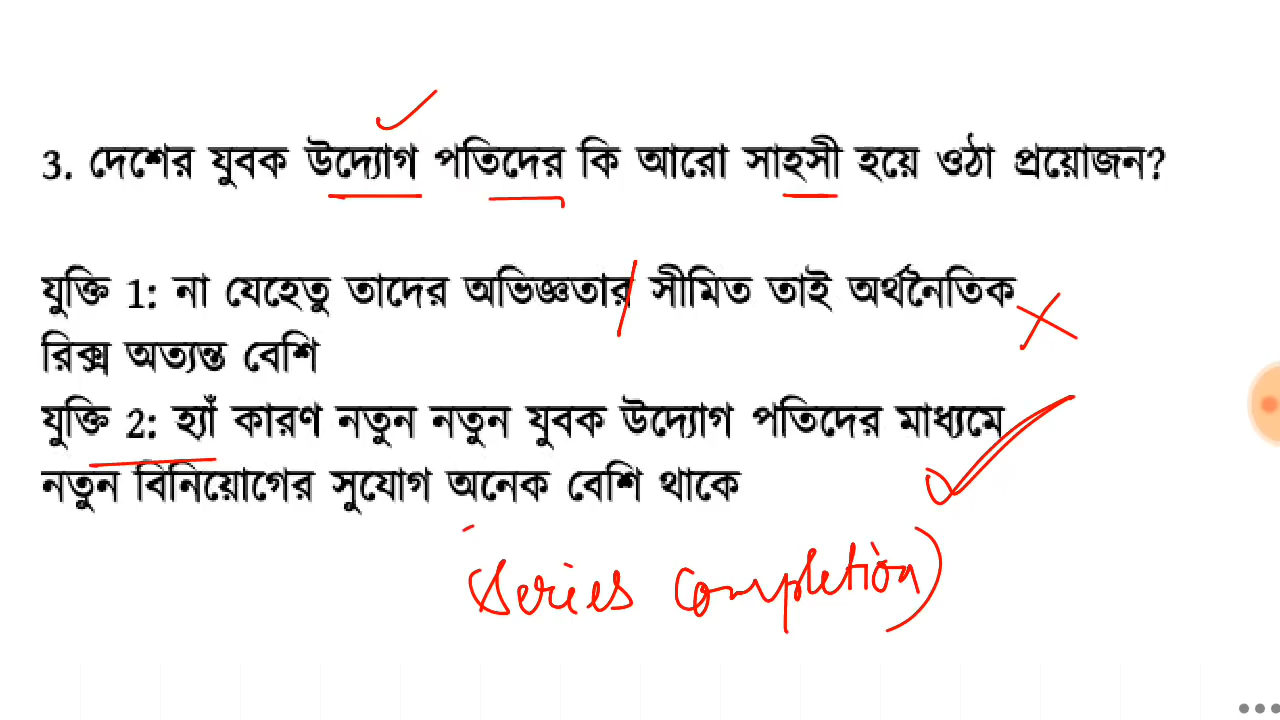 3. দেশের যুবক উদ্যোগ পতিদের কি আরো সাহসী হয়ে ওঠা প্রয়োজন?
যুক্তি 1: না যেহেতু তাদের অভিজ্ঞতার সীমিত তাই অর্থনৈতিক
রিক্স অত্যন্ত বেশি
যুক্তি 2: হ্যাঁ কারণ নতুন নতুন যুবক উদ্যোগ পতিদের মাধ্যমে
নতুন বিনিয়োগের সুযোগ অনেক বেশি থাকে
(Series Completion)